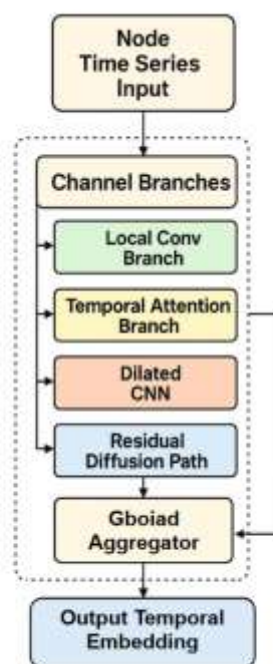 Node
Time Series
Input
Channel Branches
Local Conv
Branch
Temporal Attention
Branch
Dilated
CNN
Residual
Diffusion Path
Gboiad
Aggregator
Output Temporal
Embedding